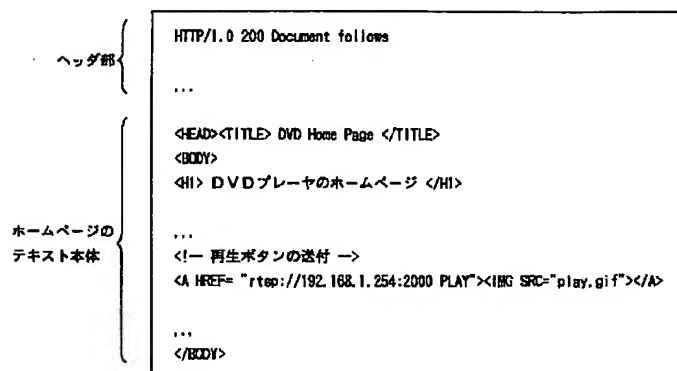 HTTP/1.0 200 Document follows
ヘッダ部
...
<HEAD><TITLE> DVD Home Page </TITLE>
<BODY>
<H1> DVDプレーヤのホームページ </H1>
ホームページの
テキスト本体
...
<!-- 再生ボタンの送付 -->
<A HREF= "rtsp://192.168.1.254:2000 PLAY"><IMG SRC="play.gif"></A>
...
</BODY>